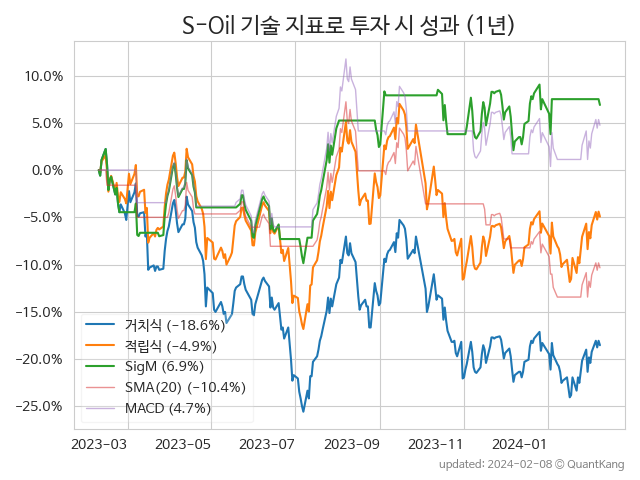 S-Oil 기술 지표로 투자 시 성과 (1년)
10.0%
5.0%
0.0%
−5.0%
−10.0%
−15.0%
−20.0%
−25.0%
거치식 (−18.6%)
적립식 (−4.9%)
SigM (6.9%)
SMA(20) (−10.4%)
MACD (4.7%)
2023-03 2023-05 2023-07 2023-09 2023-11 2024-01
updated: 2024-02-08 © QuantKang